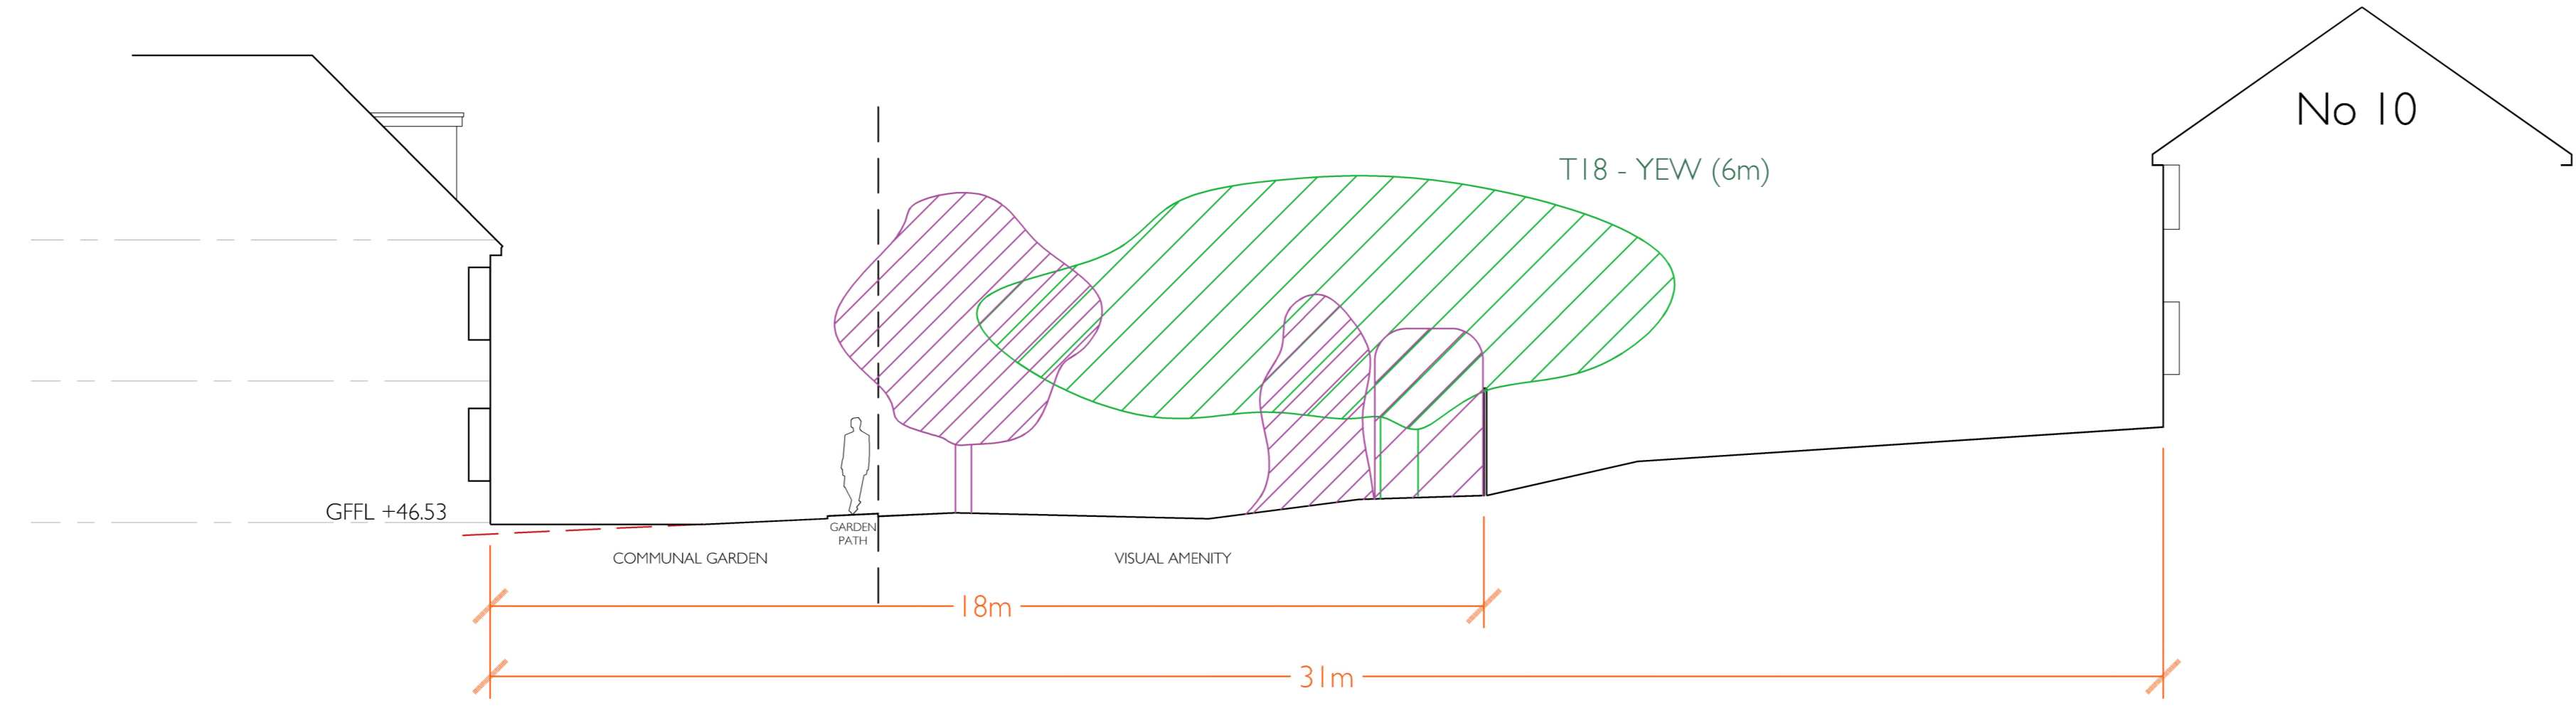 No 10
T18 - YEW (6m)
GFFL +46.53
GARDEN
PATH
COMMUNAL GARDEN
VISUAL AMENITY
18m
31m